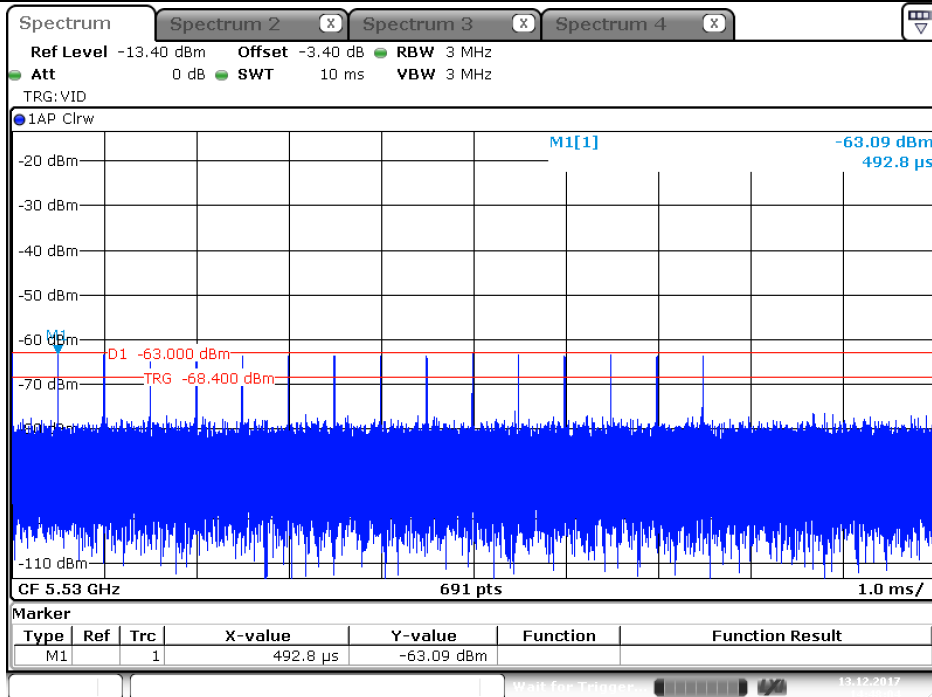 Spectrum Spectrum 2 X Spectrum 3 X Spectrum 4 X
Ref Level -13.40 dBm Offset -3.40 dB RBW 3 MHz
Att 0 dB SWT 10 ms VBW 3 MHz
TRG:VID
1AP Clrw
M1[1] -63.09 dBm
492.8 µs
-20 dBm
-30 dBm
-40 dBm
-50 dBm
M1
-60 dBm
D1 -63.000 dBm
TRG -68.400 dBm
-70 dBm
-110 dBm
CF 5.53 GHz 691 pts 1.0 ms/
Marker
Type Ref Trc X-value Y-value Function Function Result
M1 1 492.8 µs -63.09 dBm
Wait for Trigger... 13.12.2017